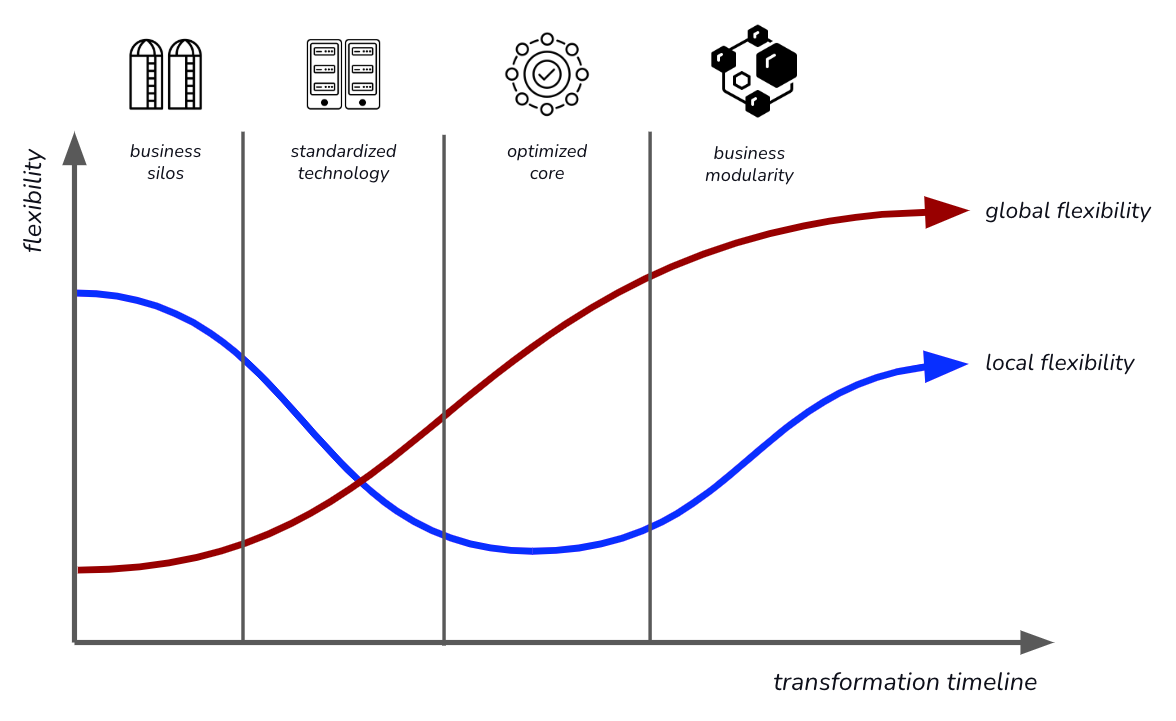 business
silos
standardized
technology
optimized
core
business
modularity
flexibility
global flexibility
local flexibility
transformation timeline